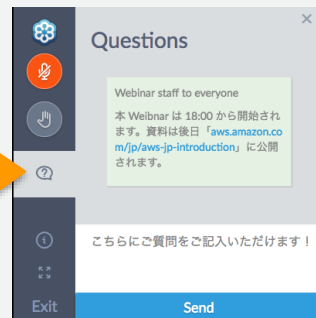 Questions
Webinar staff to everyone
本 Weibnar は 18:00 から開始され
ます。資料は後日「aws.amazon.co
m/jp/aws-jp-introduction」に公開
されます。
こちらにご質問をご記入いただけます！
Exit
Send